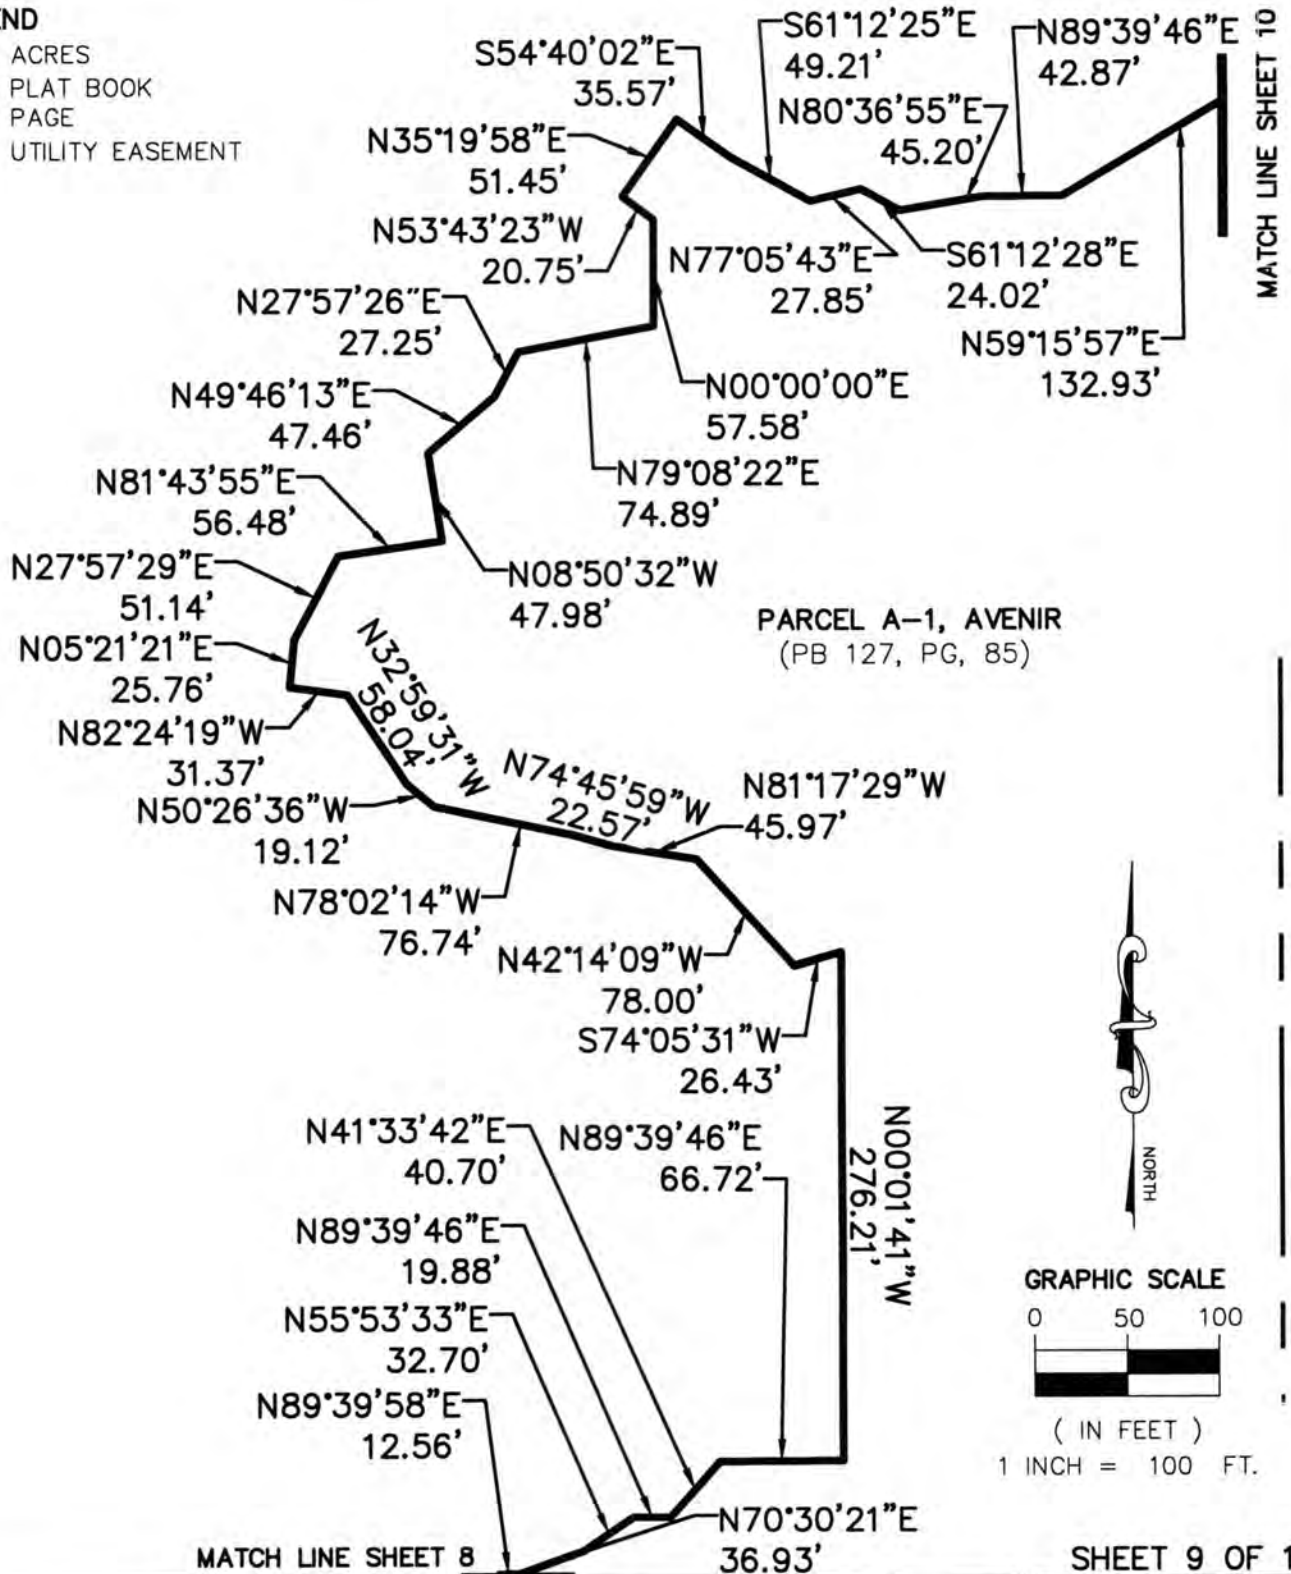 END
ACRES
PLAT BOOK
PAGE
UTILITY EASEMENT
S54°40'02"E
35.57'
S61°12'25"E
49.21'
N89°39'46"E
42.87'
MATCH LINE SHEET 10
N80°36'55"E
45.20'
N35°19'58"E
51.45'
N53°43'23"W
20.75'
N77°05'43"E
27.85'
S61°12'28"E
24.02'
N59°15'57"E
132.93'
N27°57'26"E
27.25'
N00°00'00"E
57.58'
N49°46'13"E
47.46'
N79°08'22"E
74.89'
N81°43'55"E
56.48'
N27°57'29"E
51.14'
N08°50'32"W
47.98'
PARCEL A-1, AVENIR
(PB 127, PG, 85)
N05°21'21"E
25.76'
N32°59'31"W
58.04'
N82°24'19"W
31.37'
N74°45'59"W
22.57'
N81°17'29"W
45.97'
N50°26'36"W
19.12'
N78°02'14"W
76.74'
N42°14'09"W
78.00'
S74°05'31"W
26.43'
N00°01'41"W
276.21'
NORTH
N41°33'42"E
40.70'
N89°39'46"E
66.72'
N89°39'46"E
19.88'
N55°53'33"E
32.70'
N89°39'58"E
12.56'
GRAPHIC SCALE
0 50 100
( IN FEET )
1 INCH = 100 FT.
N70°30'21"E
36.93'
MATCH LINE SHEET 8
SHEET 9 OF 1